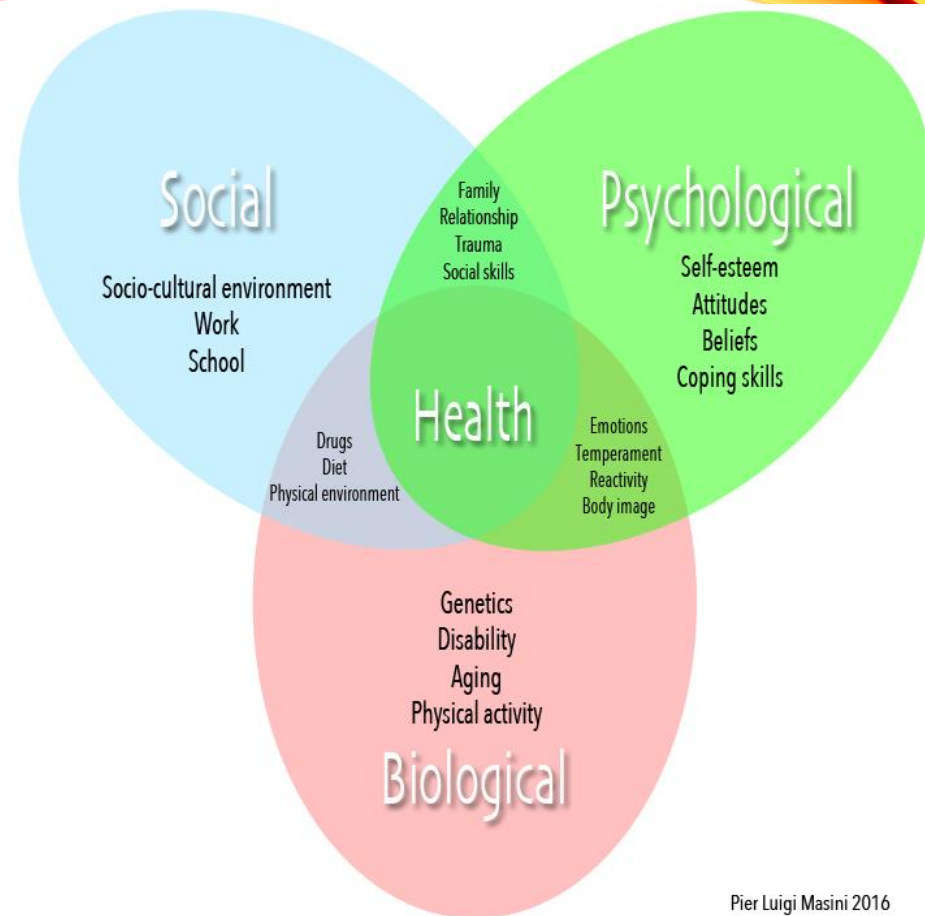 Social
Socio-cultural environment
Work
School
Family
Relationship
Trauma
Social skills
Psychological
Self-esteem
Attitudes
Beliefs
Coping skills
Health
Drugs
Diet
Physical environment
Emotions
Temperament
Reactivity
Body image
Genetics
Disability
Aging
Physical activity
Biological
Pier Luigi Masini 2016